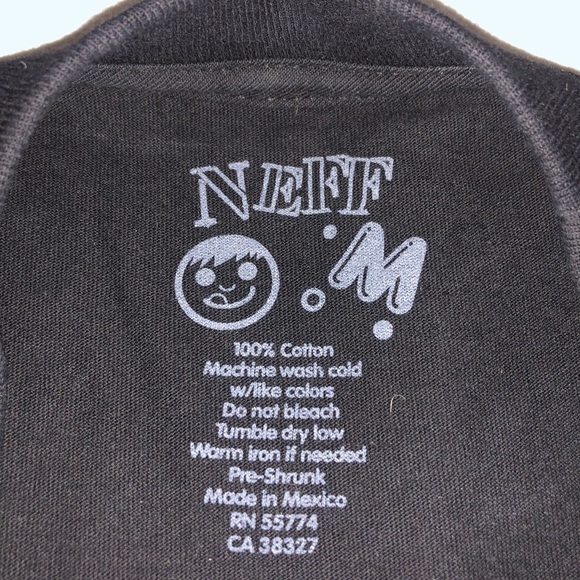 NEFF
M
100% Cotton
Machine wash cold
w/like colors
Do not bleach
Tumble dry low
Warm iron if needed
Pre-Shrunk
Made in Mexico
RN 55774
CA 38327